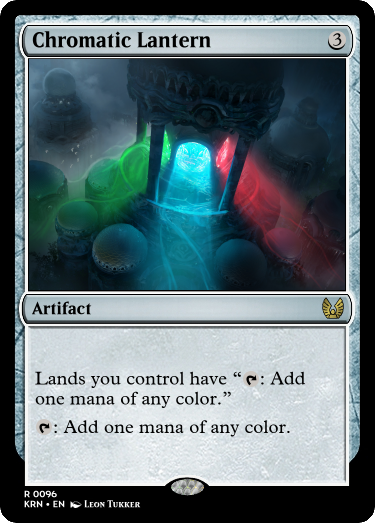 Chromatic Lantern 3
Artifact
Lands you control have “: Add
one mana of any color.”
: Add one mana of any color.
R 0096
KRN • EN Leon Tukker